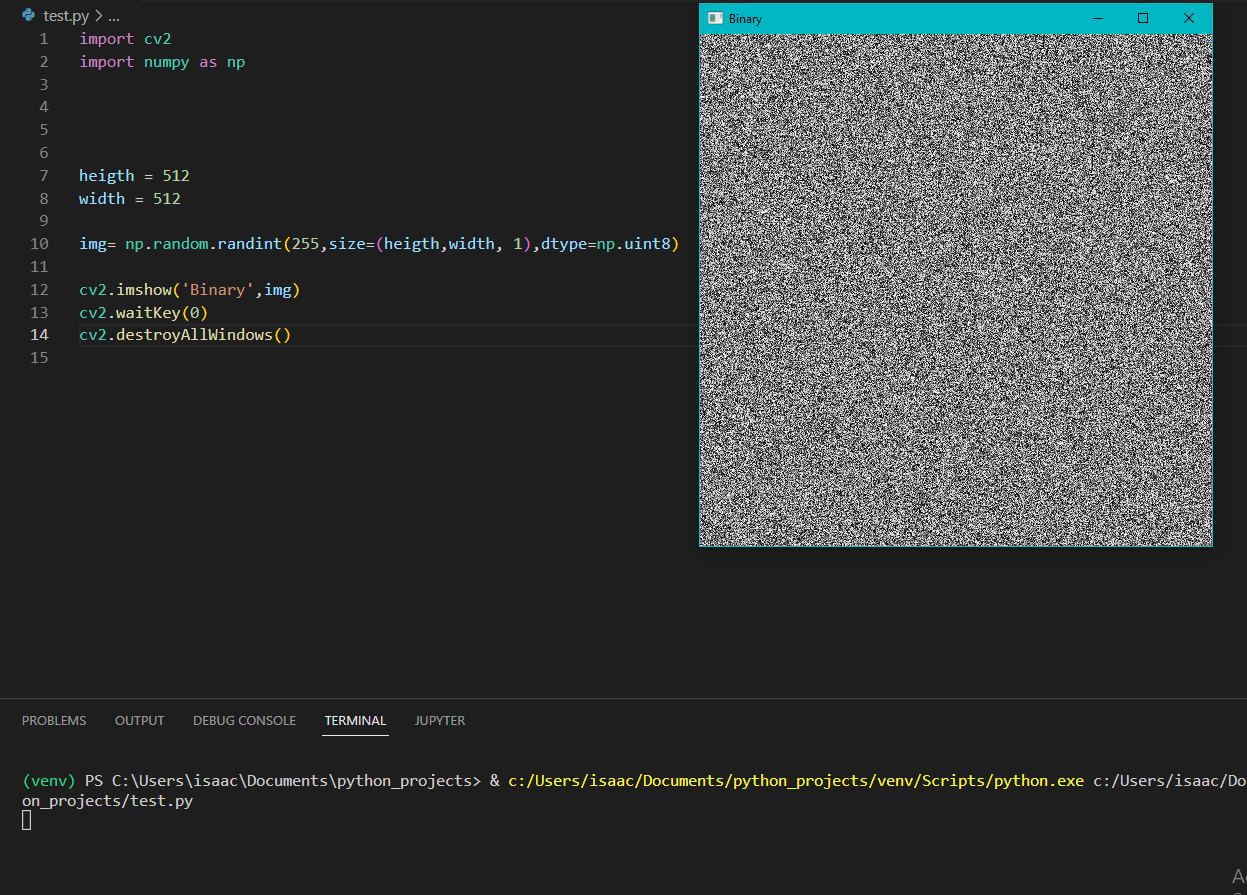 test.py > ...
1 import cv2
2 import numpy as np
3
4
5
6
7 heigth = 512
8 width = 512
9
10 img= np.random.randint(255,size=(heigth,width, 1),dtype=np.uint8)
11
12 cv2.imshow('Binary',img)
13 cv2.waitKey(0)
14 cv2.destroyAllWindows()
15
Binary
PROBLEMS OUTPUT DEBUG CONSOLE TERMINAL JUPYTER
(venv) PS C:\Users\isaac\Documents\python_projects> & c:/Users/isaac/Documents/python_projects/venv/Scripts/python.exe c:/Users/isaac/Do
on_projects/test.py